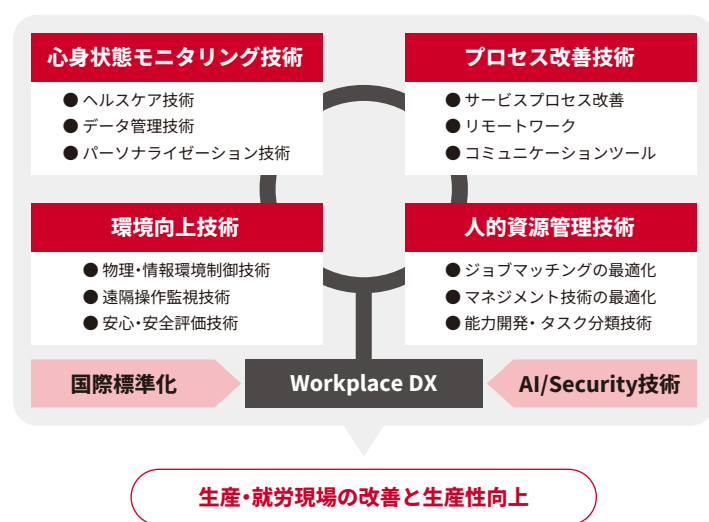 心身状態モニタリング技術
● ヘルスケア技術
● データ管理技術
● パーソナライゼーション技術
プロセス改善技術
● サービスプロセス改善
● リモートワーク
● コミュニケーションツール
環境向上技術
● 物理・情報環境制御技術
● 遠隔操作監視技術
● 安心・安全評価技術
人的資源管理技術
● ジョブマッチングの最適化
● マネジメント技術の最適化
● 能力開発・ タスク分類技術
国際標準化
Workplace DX
AI/Security技術
生産・就労現場の改善と生産性向上